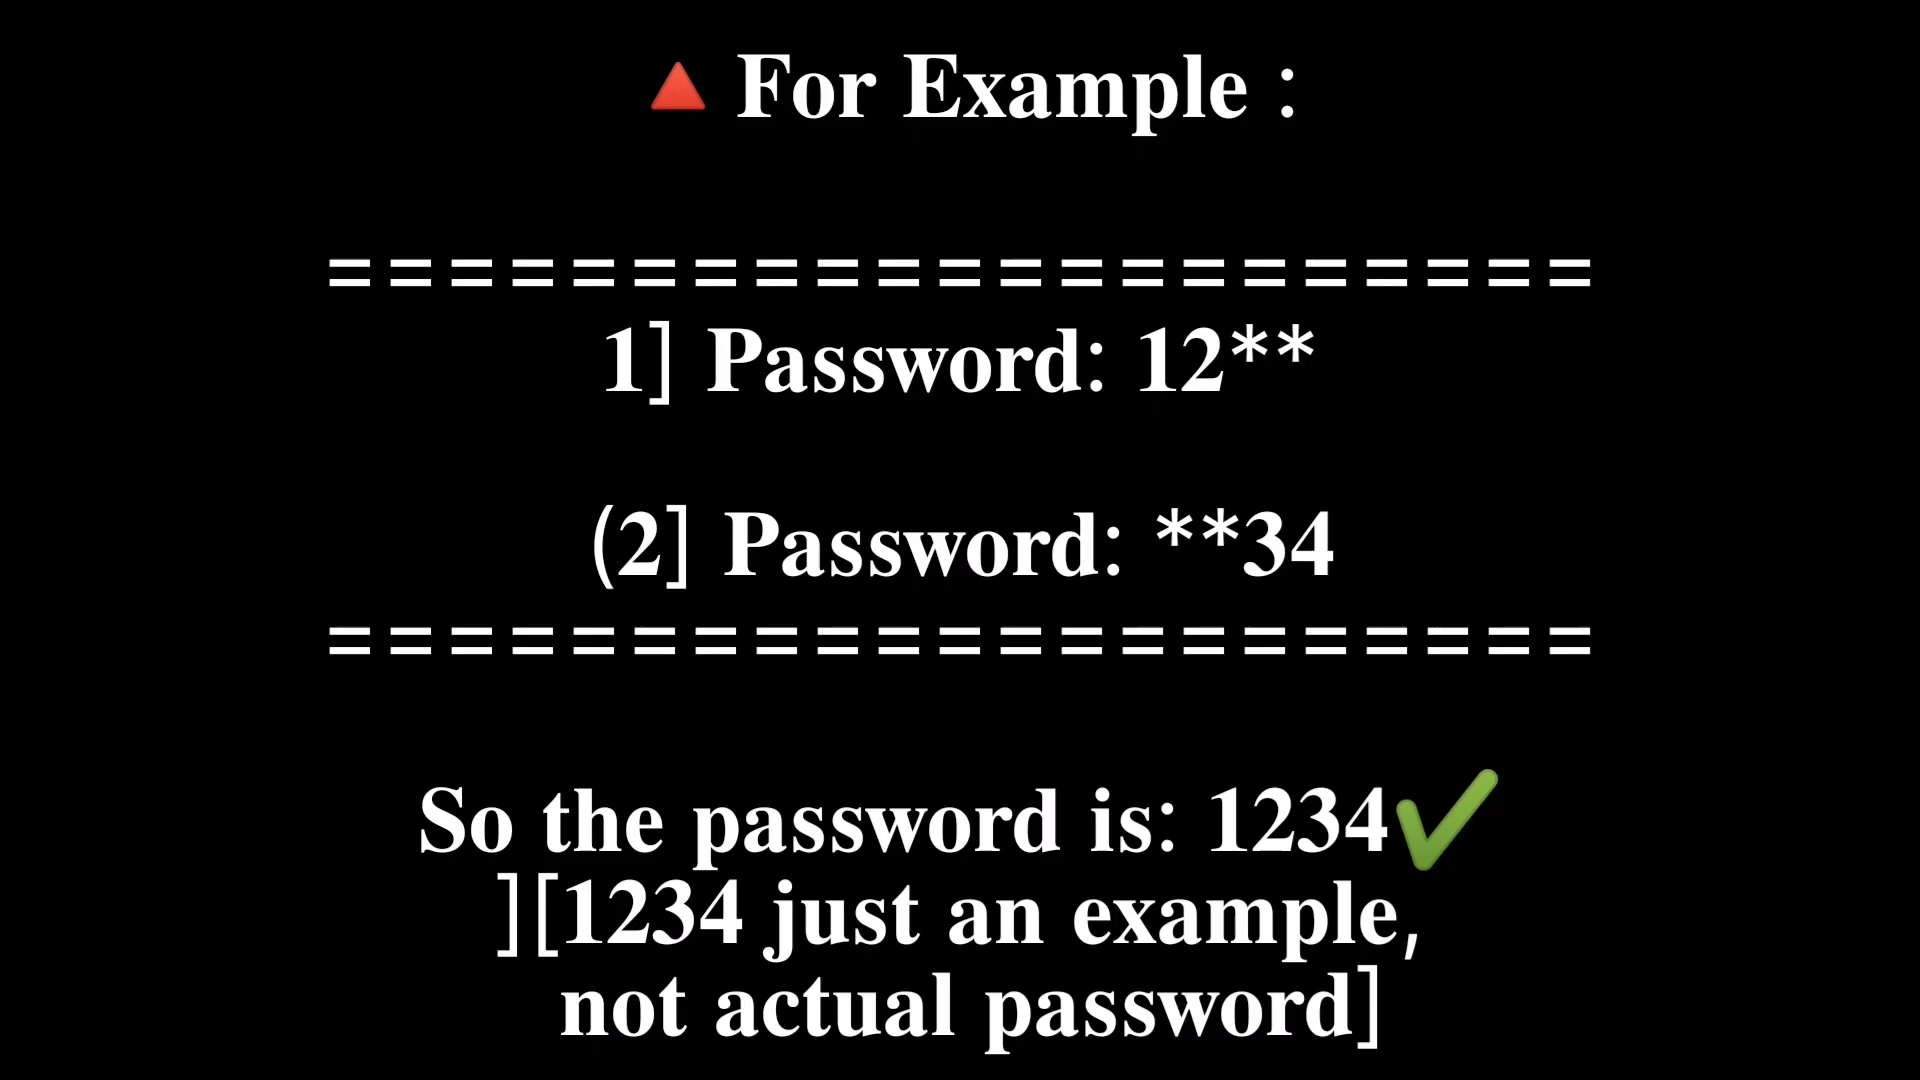 🔺For Example :
=====================
1] Password: 12**
(2] Password: **34
=====================
So the password is: 1234✔
][1234 just an example,
not actual password]